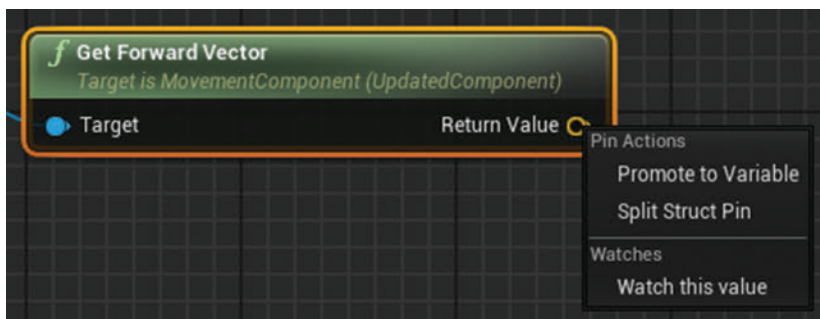 f Get Forward Vector
Target is MovementComponent (UpdatedComponent)
Target
Return Value
Pin Actions
Promote to Variable
Split Struct Pin
Watches
Watch this value